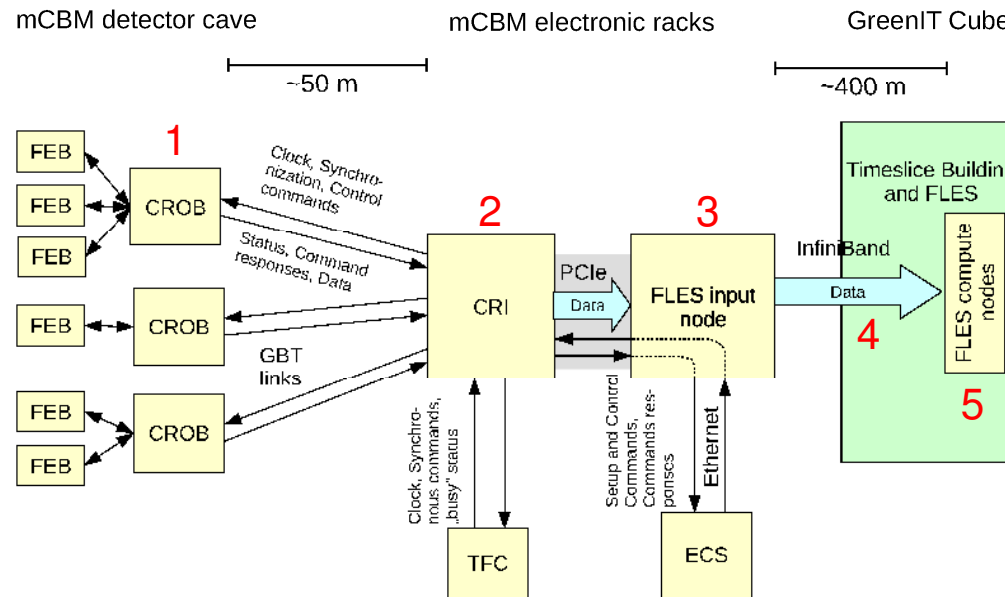 mCBM detector cave
mCBM electronic racks
GreenIT Cube
~50 m
~400 m
1
FEB
FEB
FEB
CROB
Clock, Synchro-
nization, Control
commands
Status, Command
responses, Data
FEB
CROB
GBT
links
FEB
FEB
CROB
2
CRI
PCIe
Data
3
FLES input
node
InfiniBand
Data
4
Timeslice Buildin
and FLES
FLES compute
nodes
5
Clock, Synchro-
nous commands,
„busy" status
TFC
Setup and Control
Commands,
Commands res-
ponses
Ethernet
ECS